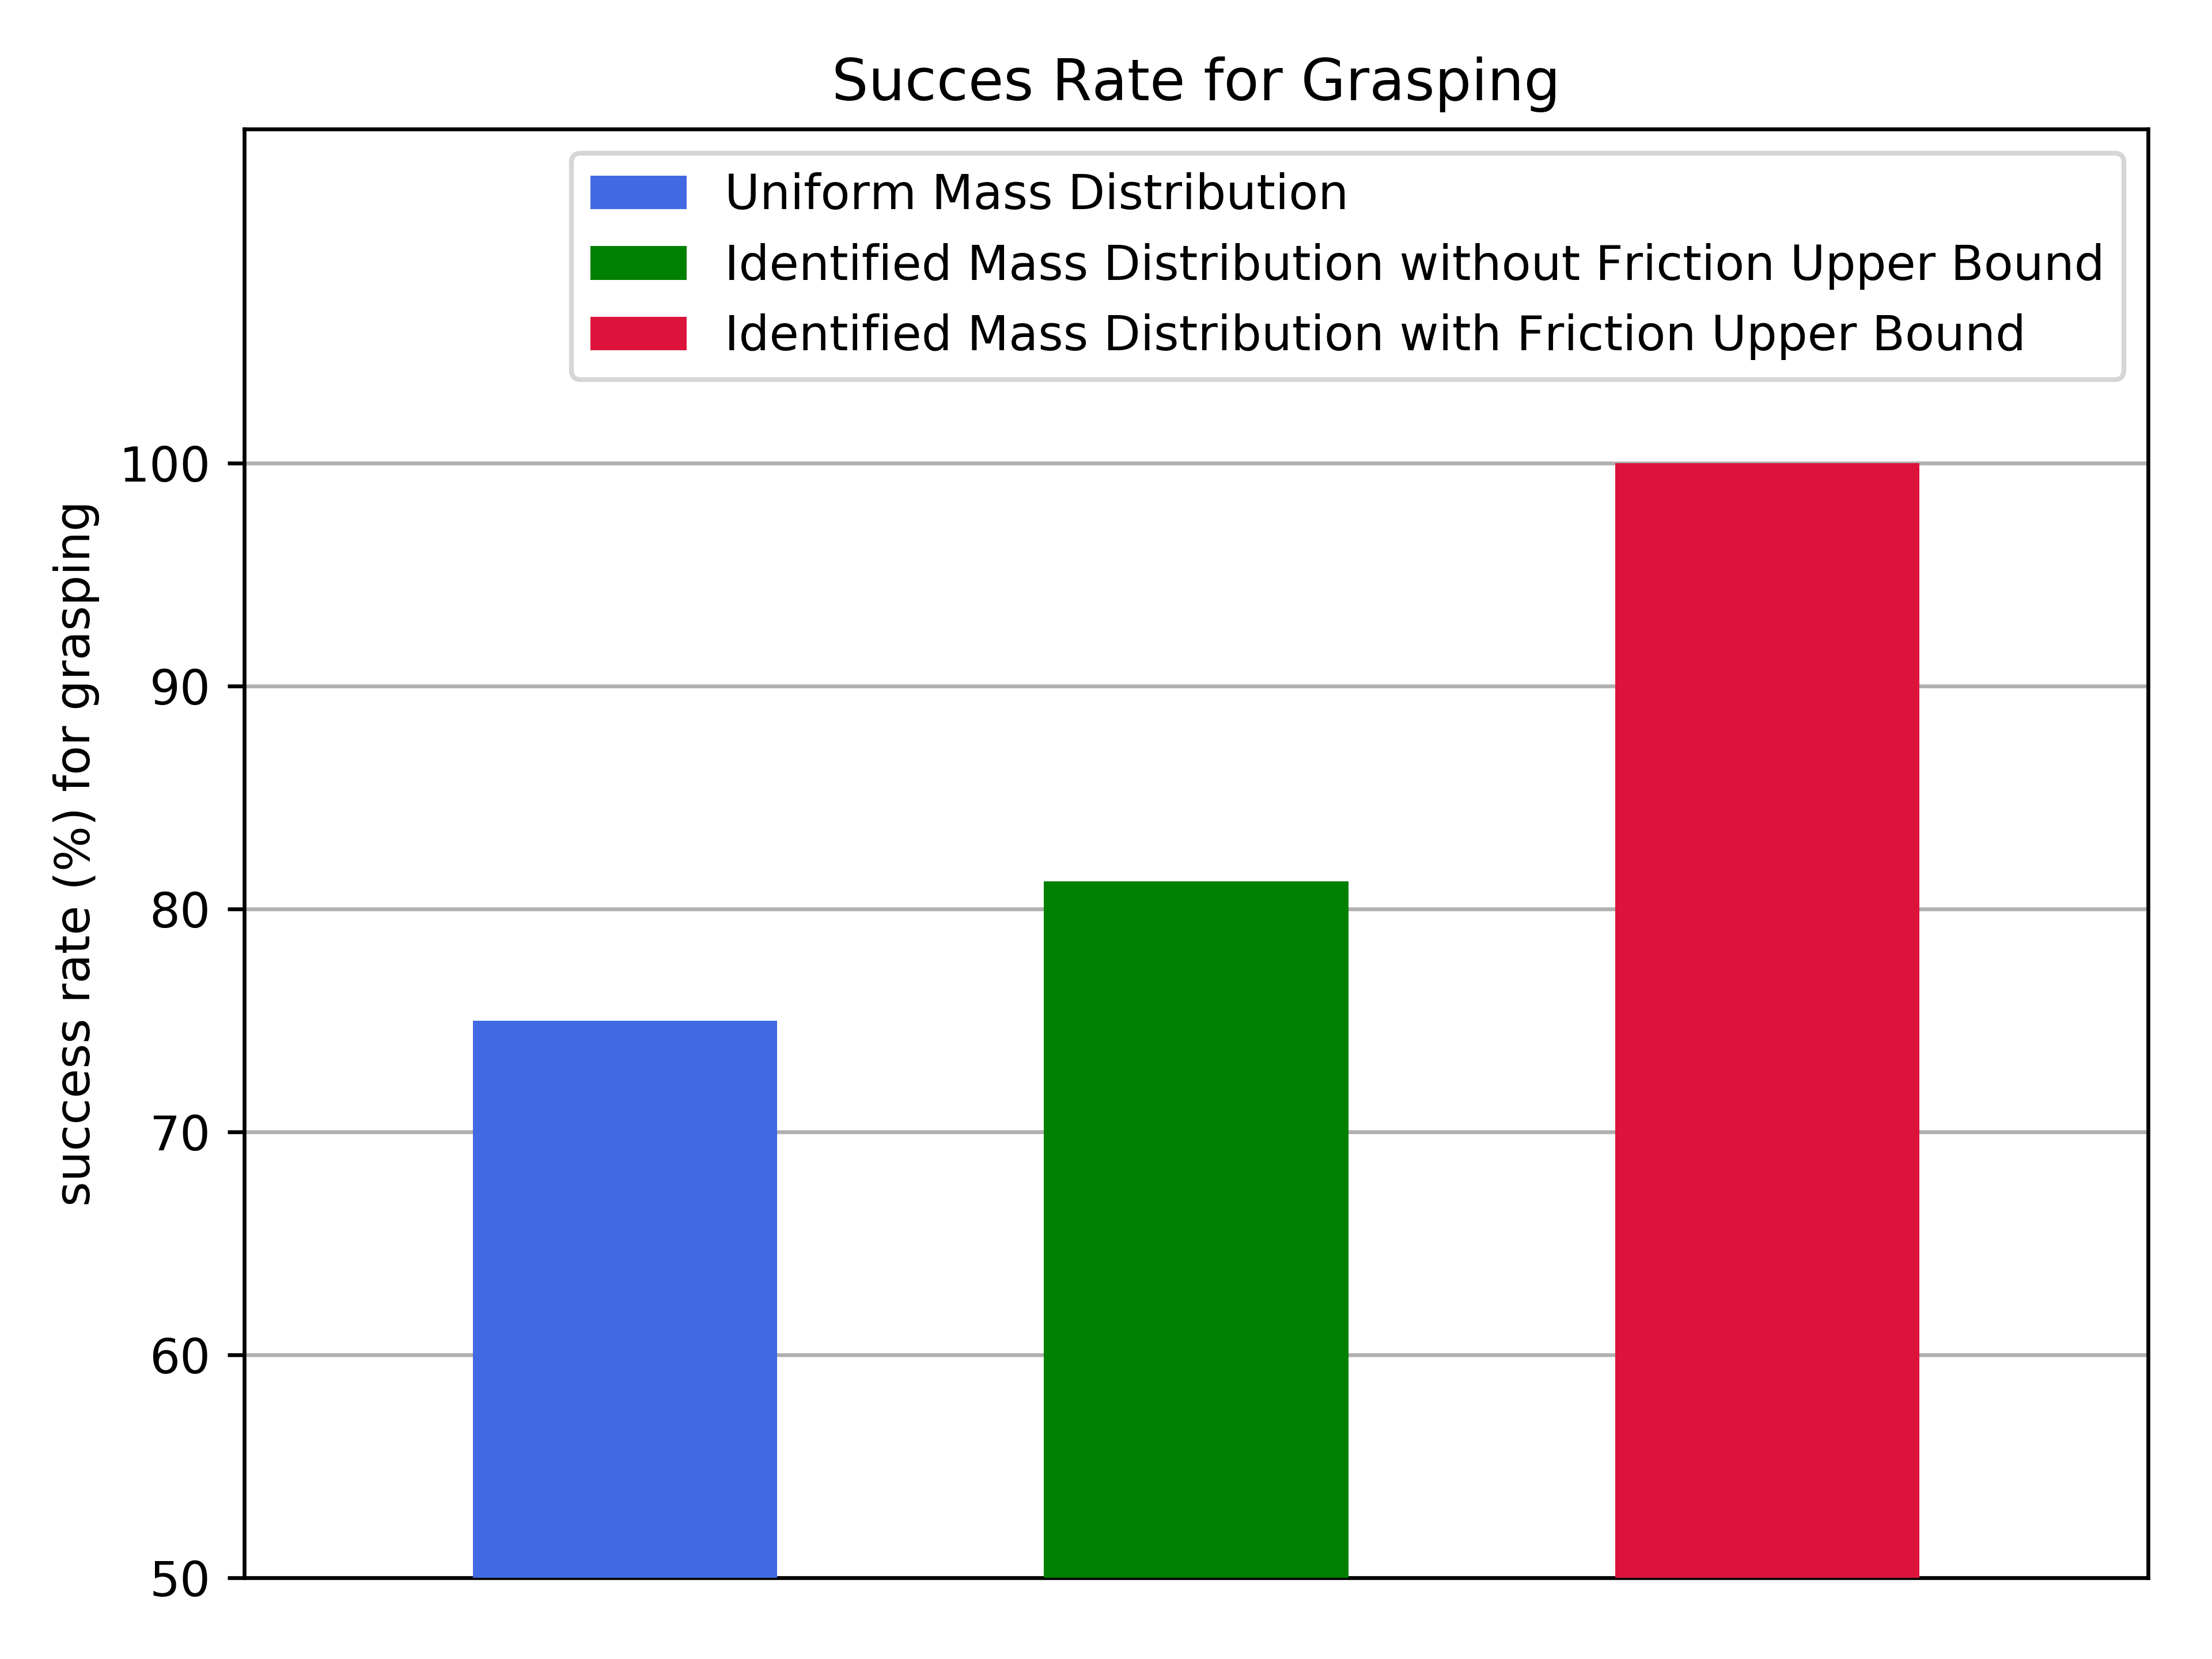 Succes Rate for Grasping
Uniform Mass Distribution
Identified Mass Distribution without Friction Upper Bound
Identified Mass Distribution with Friction Upper Bound
success rate (%) for grasping
100
90
80
70
60
50